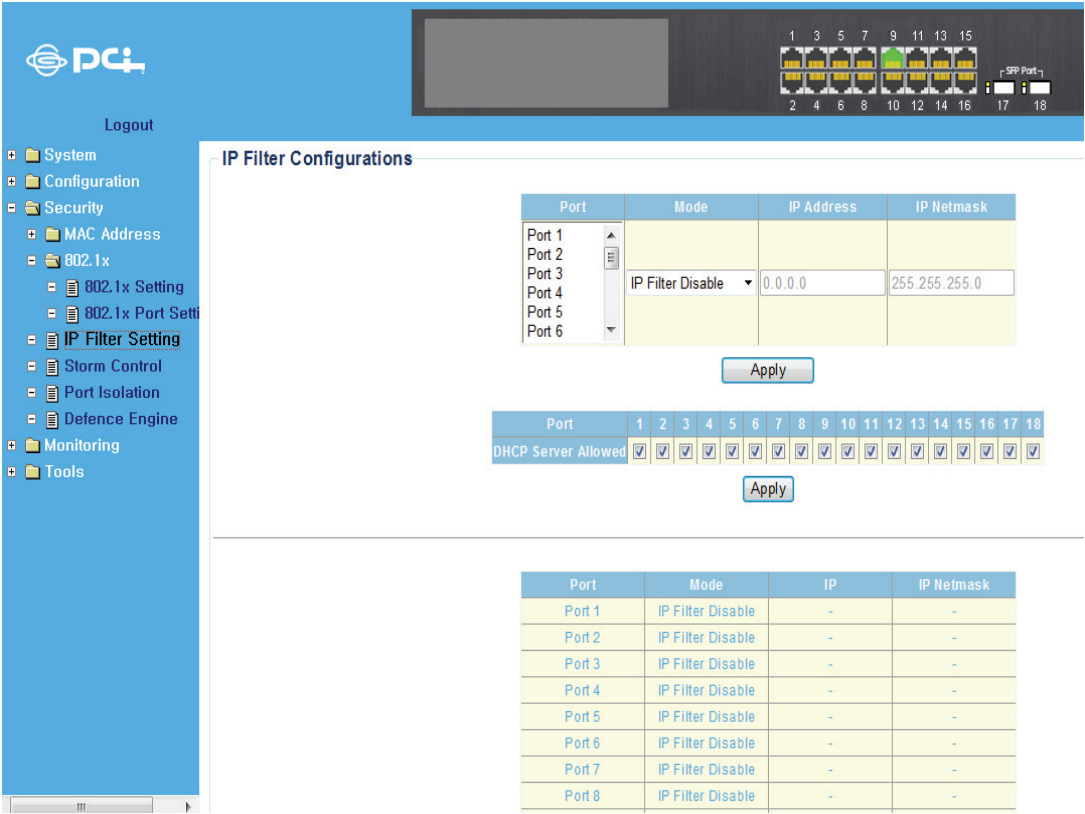 PCi
1 3 5 7 9 11 13 15
SFP Port
2 4 6 8 10 12 14 16 17 18
Logout
System
Configuration
Security
MAC Address
802.1x
802.1x Setting
802.1x Port Setti
IP Filter Setting
Storm Control
Port Isolation
Defence Engine
Monitoring
Tools
IP Filter Configurations
Port Mode IP Address IP Netmask
Port 1
Port 2
Port 3
Port 4
Port 5
Port 6
IP Filter Disable 0.0.0.0 255.255.255.0
Apply
Port 1 2 3 4 5 6 7 8 9 10 11 12 13 14 15 16 17 18
DHCP Server Allowed
Apply
Port Mode IP IP Netmask
Port 1 IP Filter Disable - -
Port 2 IP Filter Disable - -
Port 3 IP Filter Disable - -
Port 4 IP Filter Disable - -
Port 5 IP Filter Disable - -
Port 6 IP Filter Disable - -
Port 7 IP Filter Disable - -
Port 8 IP Filter Disable - -